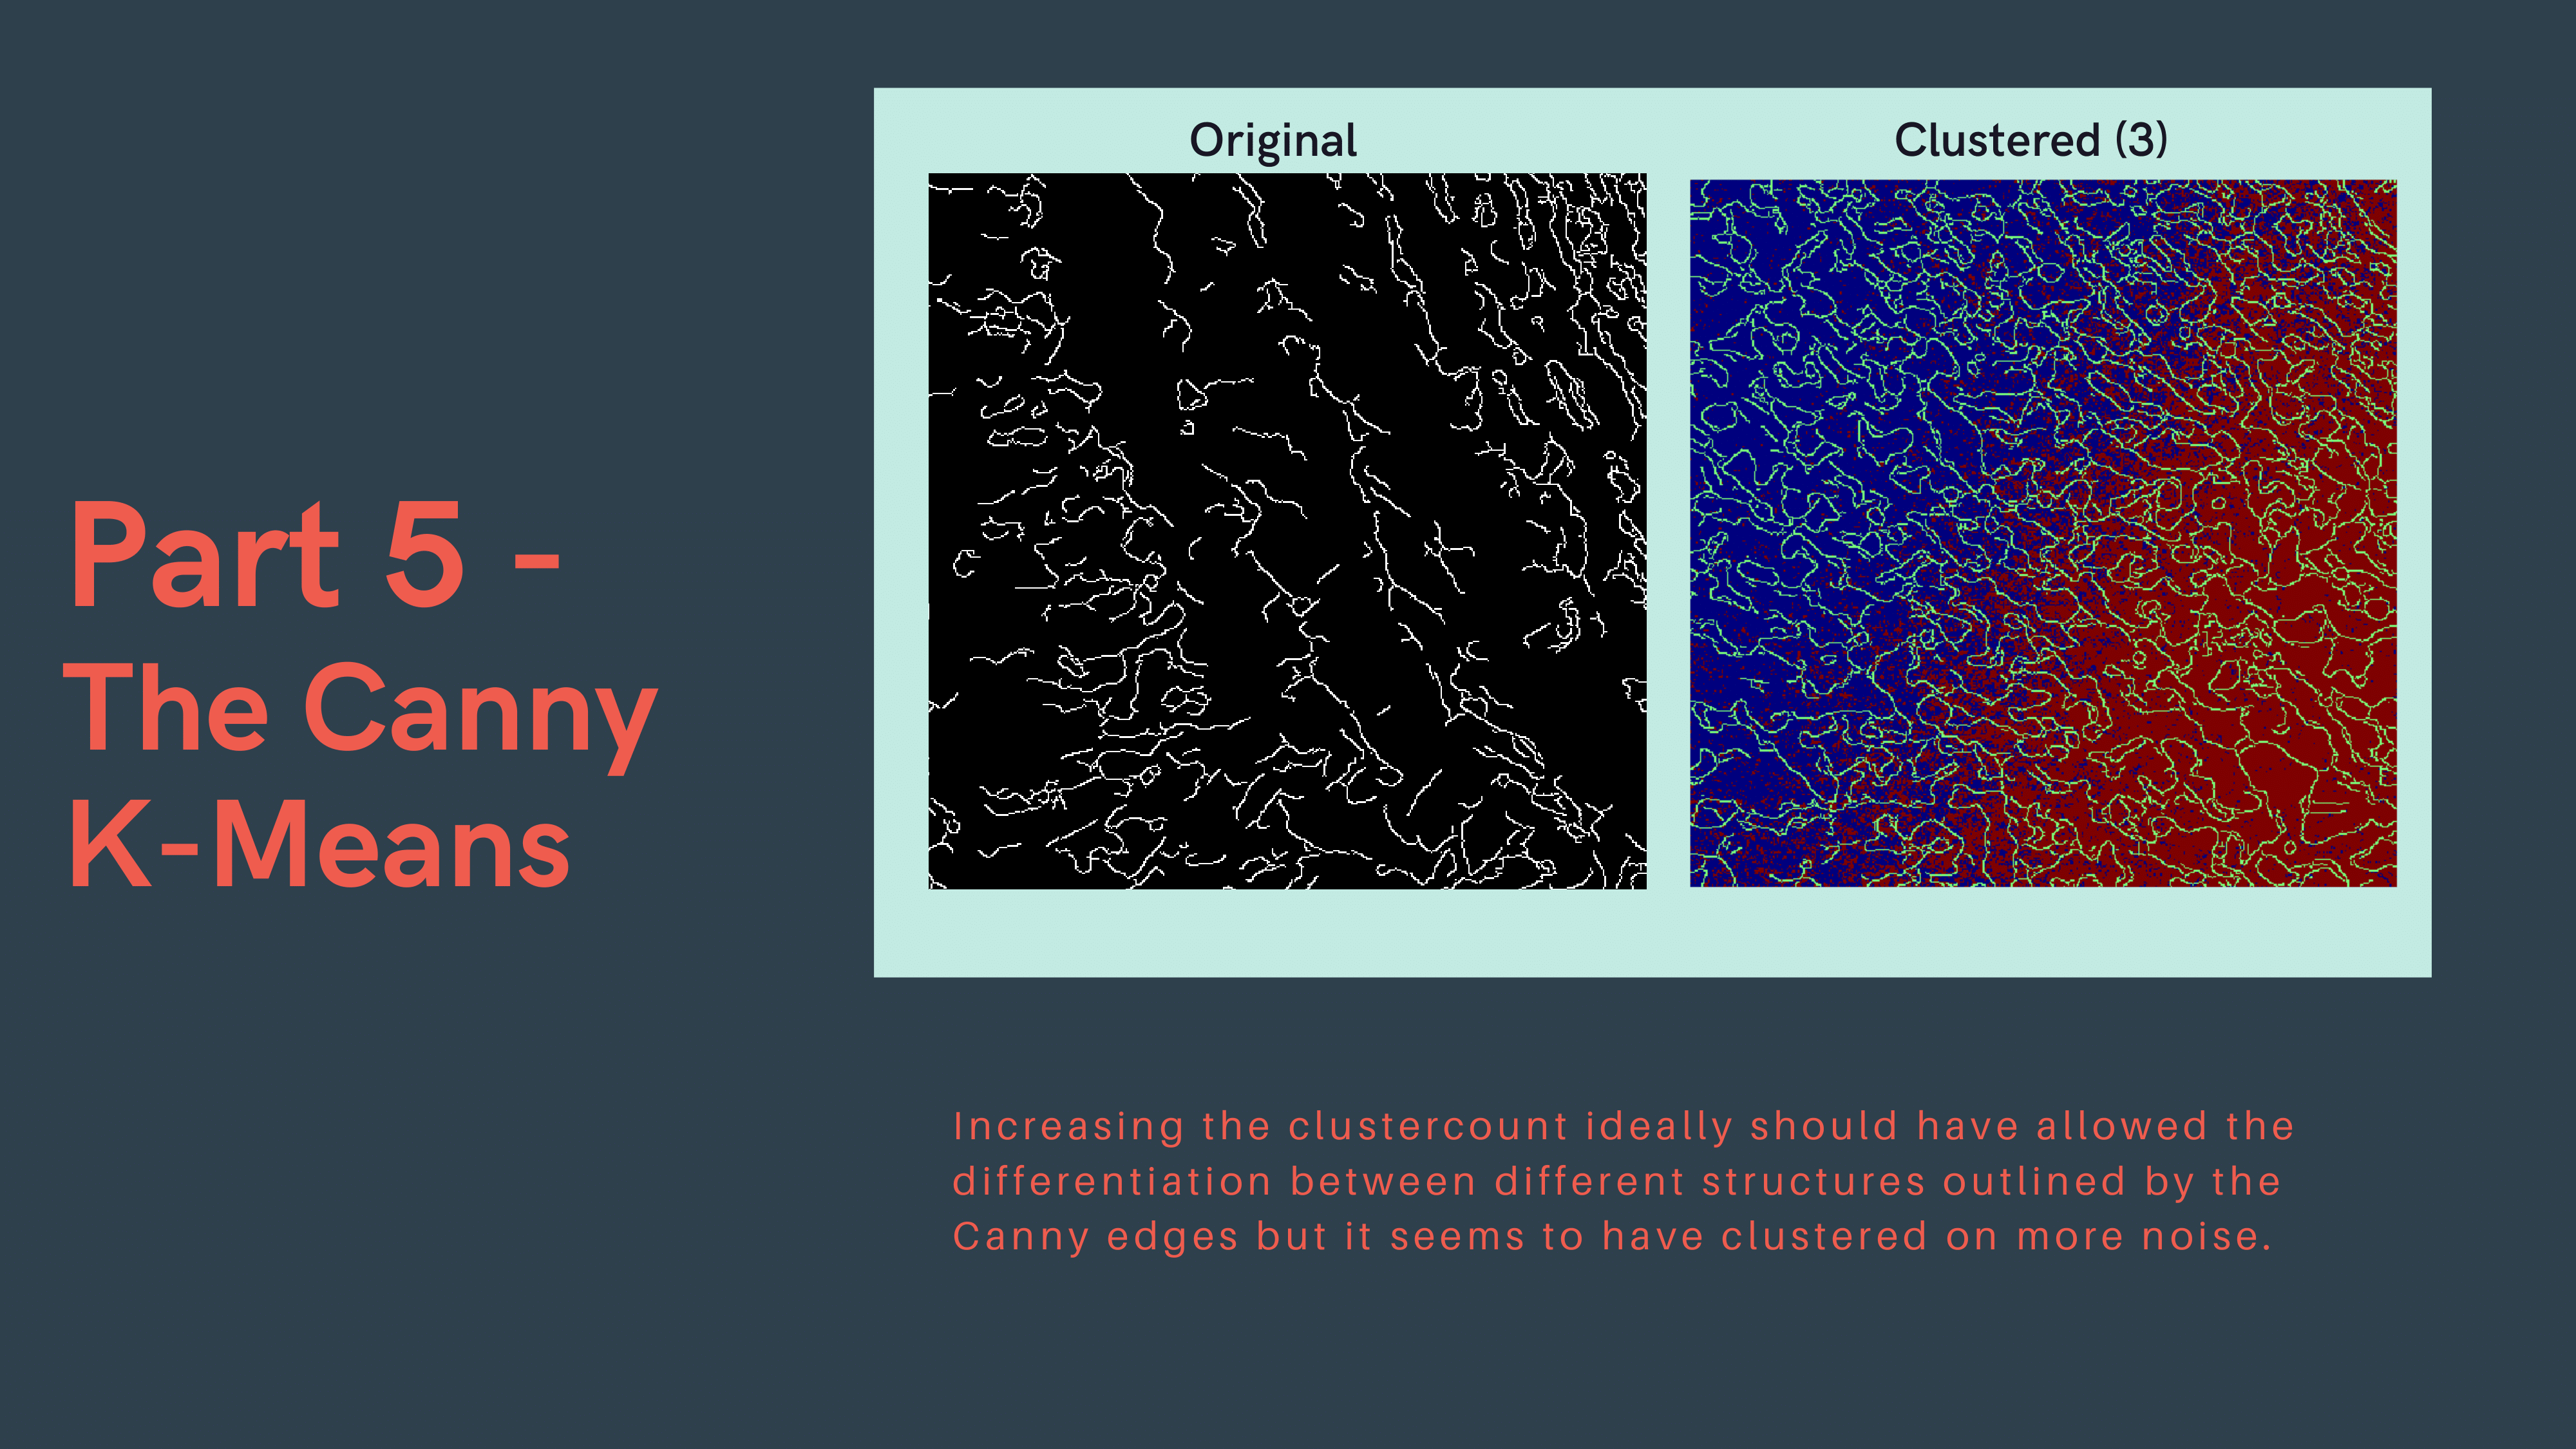 Part 5 -
The Canny
K-Means
Original
Clustered (3)
Increasing the clustercount ideally should have allowed the
differentiation between different structures outlined by the
Canny edges but it seems to have clustered on more noise.